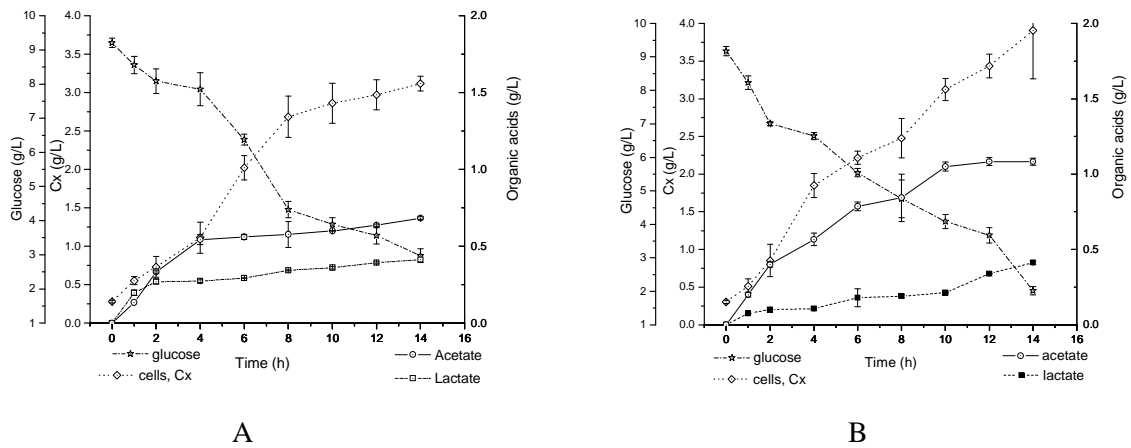 10
9
8
7
6
5
4
3
2
1
Glucose (g/L)
4.0
3.5
3.0
2.5
2.0
1.5
1.0
0.5
0.0
Cx (g/L)
2.0
1.5
1.0
0.5
0.0
Organic acids (g/L)
0 2 4 6 8 10 12 14 16
Time (h)
glucose
cells, Cx
Acetate
Lactate
A
10
9
8
7
6
5
4
3
2
1
Glucose (g/L)
4.0
3.5
3.0
2.5
2.0
1.5
1.0
0.5
0.0
Cx (g/L)
2.0
1.5
1.0
0.5
0.0
Organic acids (g/L)
0 2 4 6 8 10 12 14 16
Time (h)
glucose
cells, Cx
acetate
lactate
B